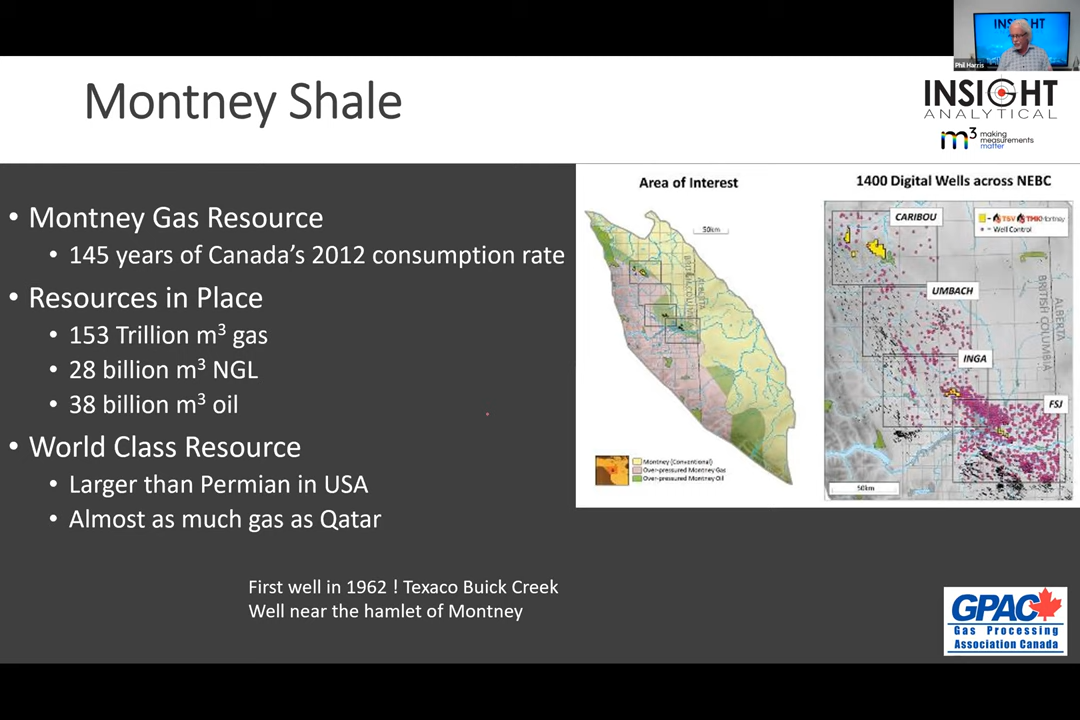 INSIGHT
Phil Harris
Montney Shale
INSIGHT
ANALYTICAL
m³ making
measurements
matter
• Montney Gas Resource
• 145 years of Canada’s 2012 consumption rate
• Resources in Place
• 153 Trillion m³ gas
• 28 billion m³ NGL
• 38 billion m³ oil
• World Class Resource
• Larger than Permian in USA
• Almost as much gas as Qatar
First well in 1962 ! Texaco Buick Creek
Well near the hamlet of Montney
Area of Interest
50km
BRITISH COLUMBIA
ALBERTA
Montney (Conventional)
Over-pressured Montney Gas
Over-pressured Montney Oil
1400 Digital Wells across NEBC
CARIBOU
Montney
= Well Control
UMBACH
ALBERTA
BRITISH COLUMBIA
INGA
FSJ
50km
GPAC
Gas Processing
Association Canada